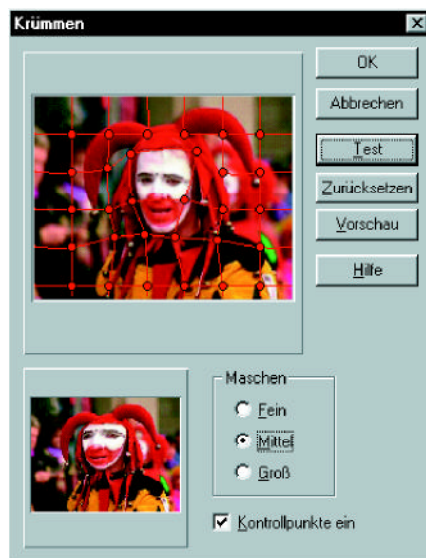 Krümmen
OK
Abbrechen
Test
Zurücksetzen
Vorschau
Hilfe
Maschen
Fein
Mittel
Groß
Kontrollpunkte ein